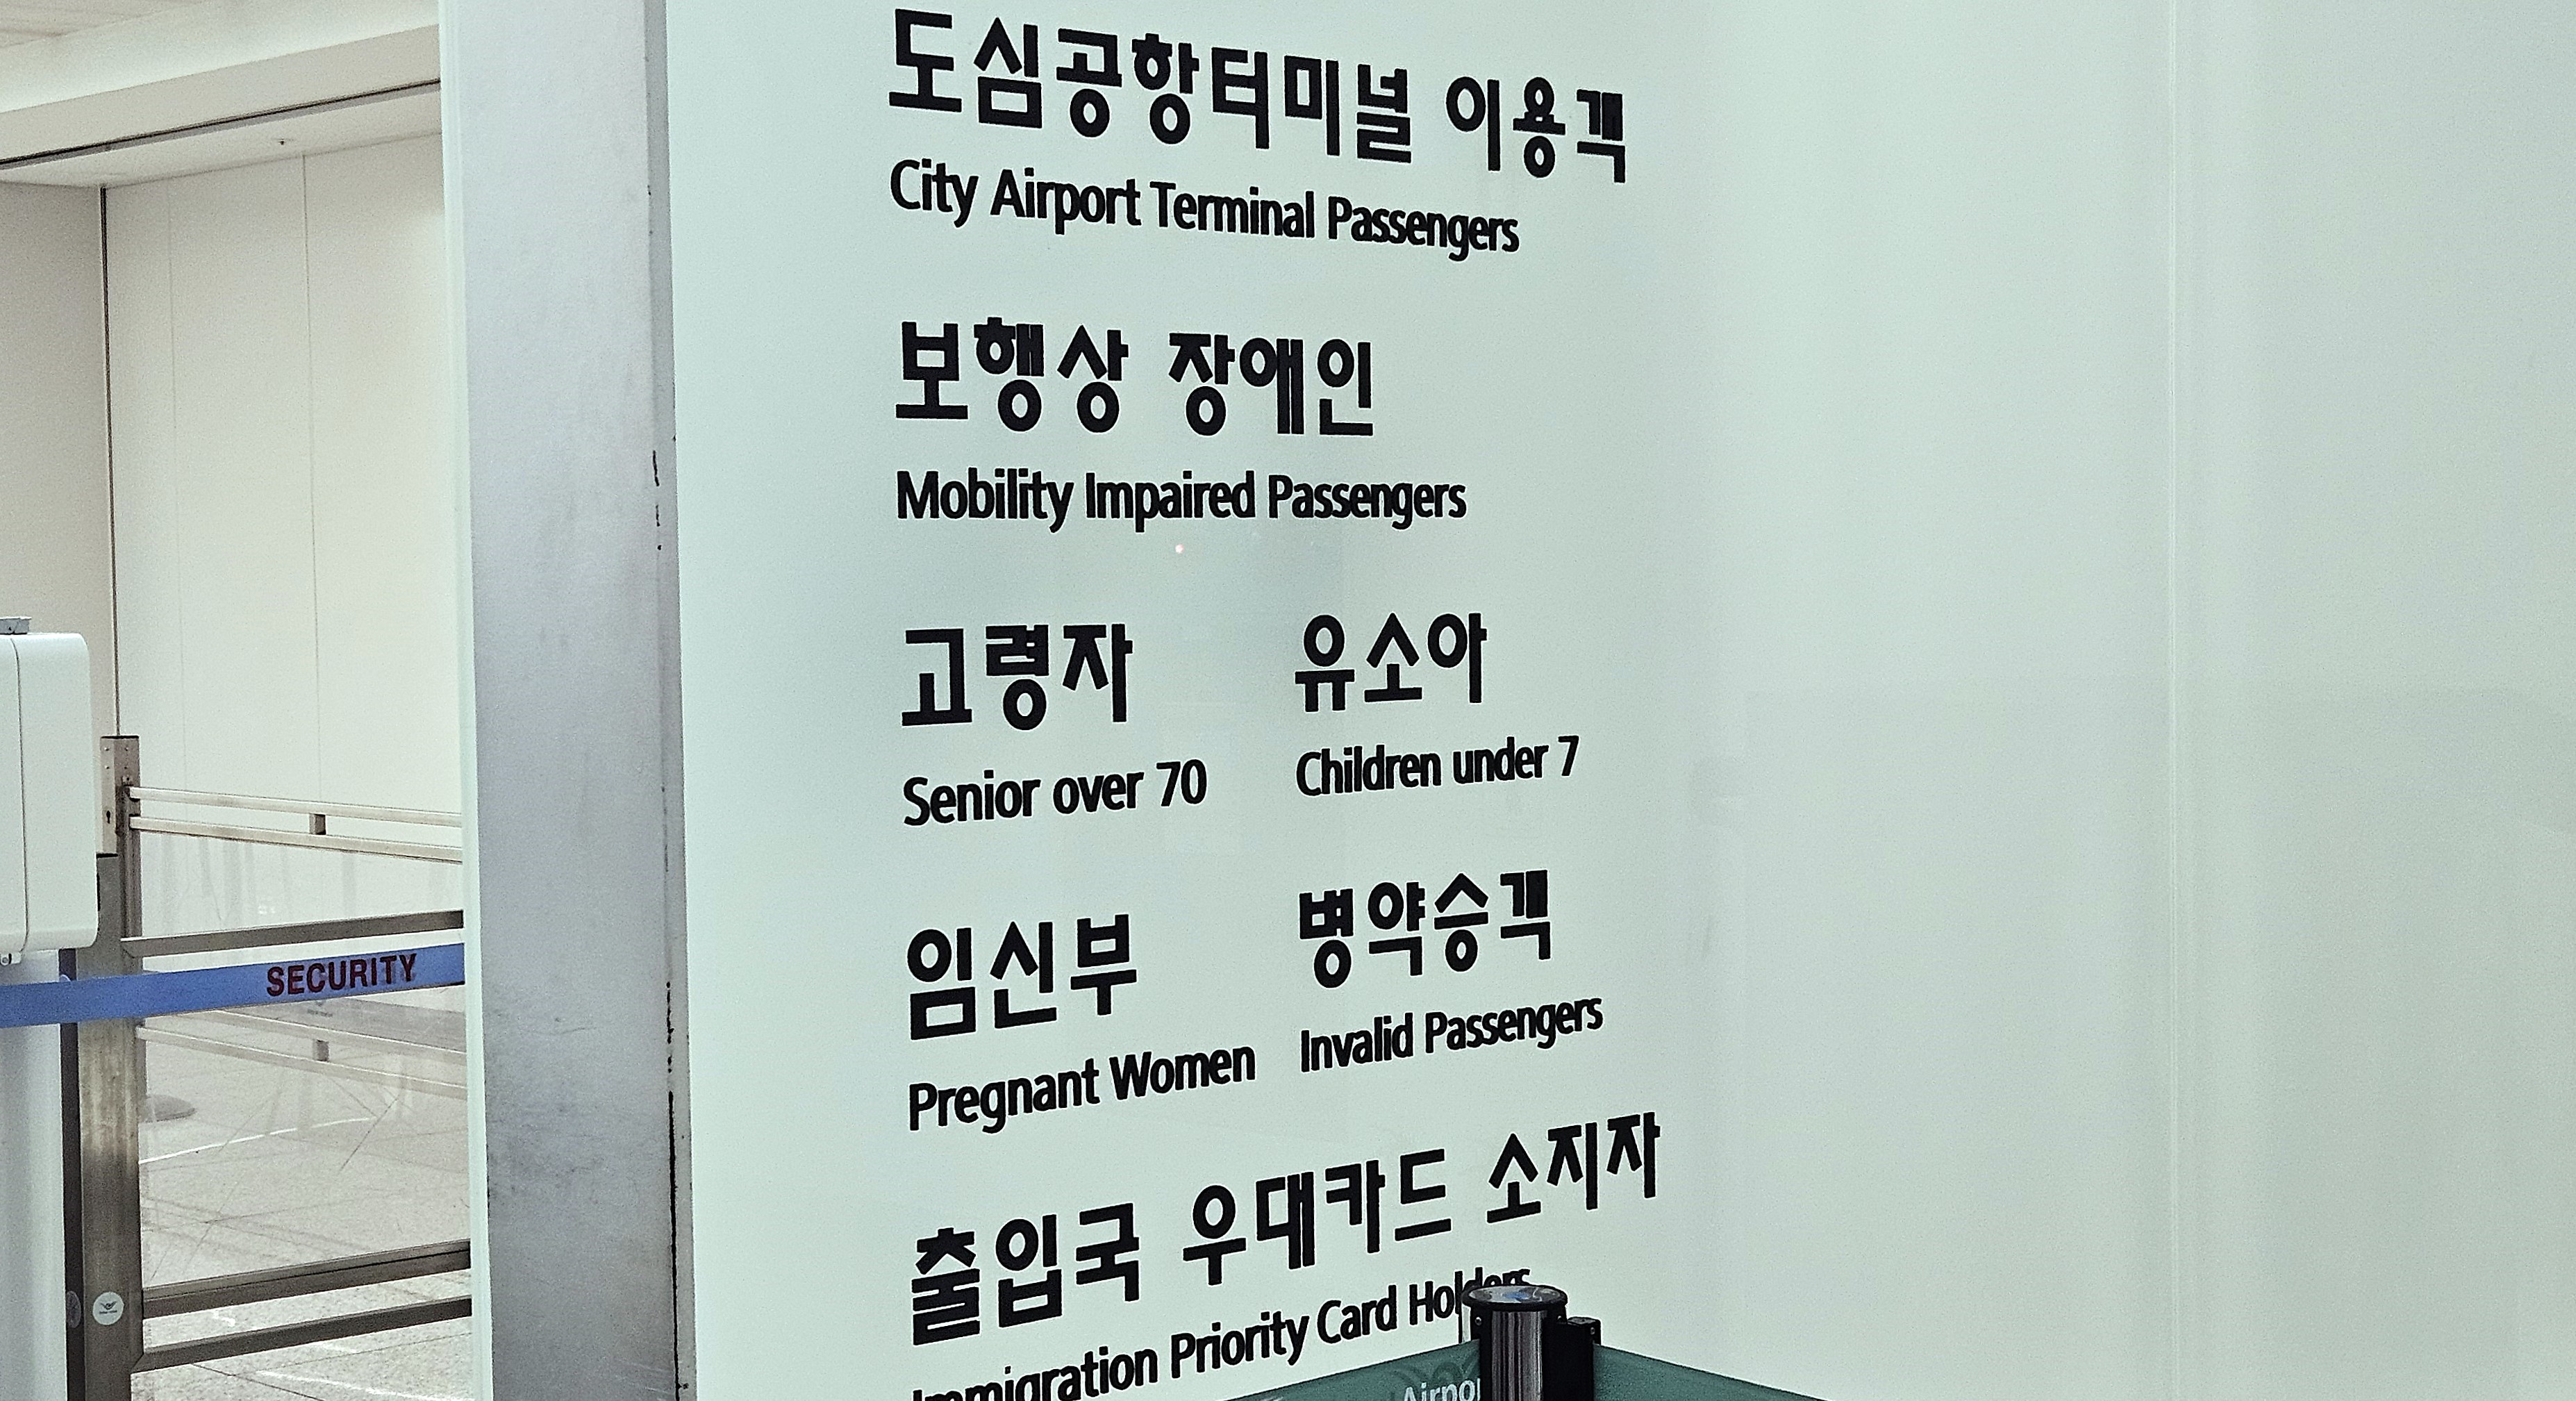 도심공항터미널 이용객
City Airport Terminal Passengers
보행상 장애인
Mobility Impaired Passengers
고령자
Senior over 70
유소아
Children under 7
임신부
Pregnant Women
병약승객
Invalid Passengers
출입국 우대카드 소지자
Immigration Priority Card Holders
SECURITY